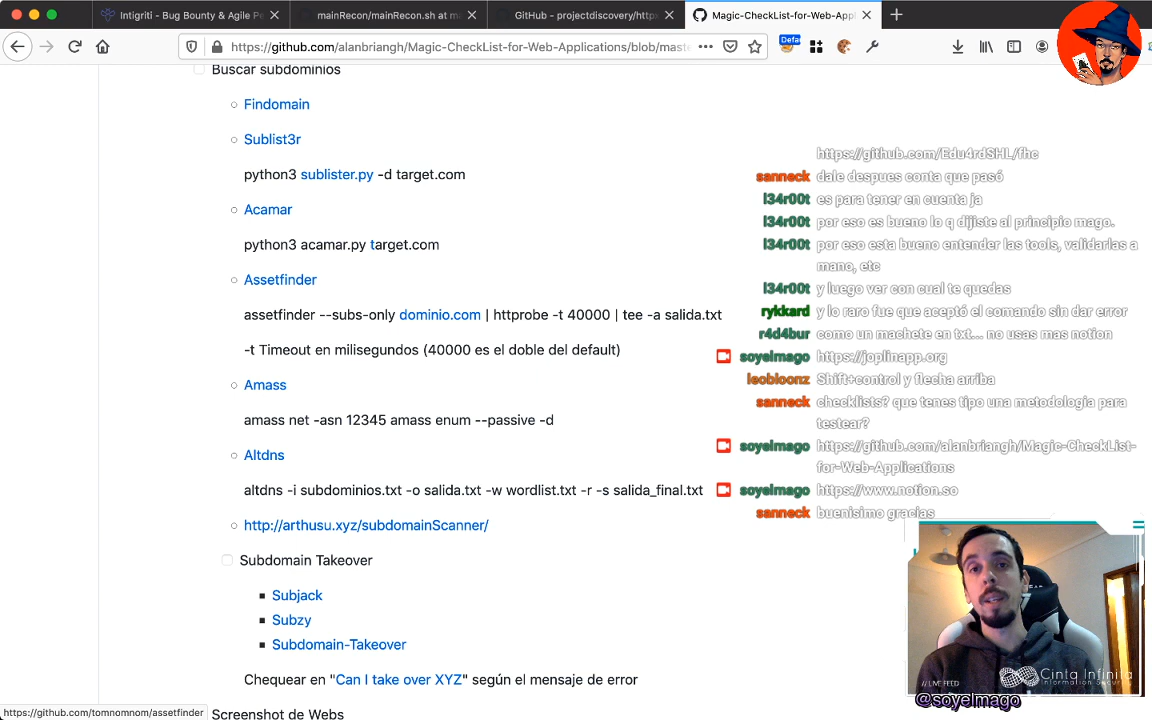 Intigriti - Bug Bounty & Agile Pe
mainRecon/mainRecon.sh at ma
GitHub - projectdiscovery/httpx
Magic-CheckList-for-Web-Appl
https://github.com/alanbriangh/Magic-CheckList-for-Web-Applications/blob/maste
Defa
Buscar subdominios
Findomain
Sublist3r
python3 sublister.py -d target.com
Acamar
python3 acamar.py target.com
Assetfinder
assetfinder --subs-only dominio.com | httprobe -t 40000 | tee -a salida.txt
-t Timeout en milisegundos (40000 es el doble del default)
Amass
amass net -asn 12345 amass enum --passive -d
Altdns
altdns -i subdominios.txt -o salida.txt -w wordlist.txt -r -s salida_final.txt
http://arthusu.xyz/subdomainScanner/
Subdomain Takeover
Subjack
Subzy
Subdomain-Takeover
Chequear en "Can I take over XYZ" según el mensaje de error
Screenshot de Webs
https://github.com/tomnomnom/assetfinder
https://github.com/Edu4rdSHL/fhc
sanneck dale despues conta que pasó
l34r00t es para tener en cuenta ja
l34r00t por eso es bueno lo q dijiste al principio mago.
l34r00t por eso esta bueno entender las tools, validarlas a
mano, etc
l34r00t y luego ver con cual te quedas
rykkard y lo raro fue que aceptó el comando sin dar error
r4d4bur como un machete en txt... no usas mas notion
soyelmago https://joplinapp.org
leobloonz Shift+control y flecha arriba
sanneck checklists? que tenes tipo una metodologia para
testear?
soyelmago https://github.com/alanbriangh/Magic-CheckList-
for-Web-Applications
soyelmago https://www.notion.so
sanneck buenisimo gracias
// LIVE FEED
Cinta Infinita
Information Security
@soyelmago